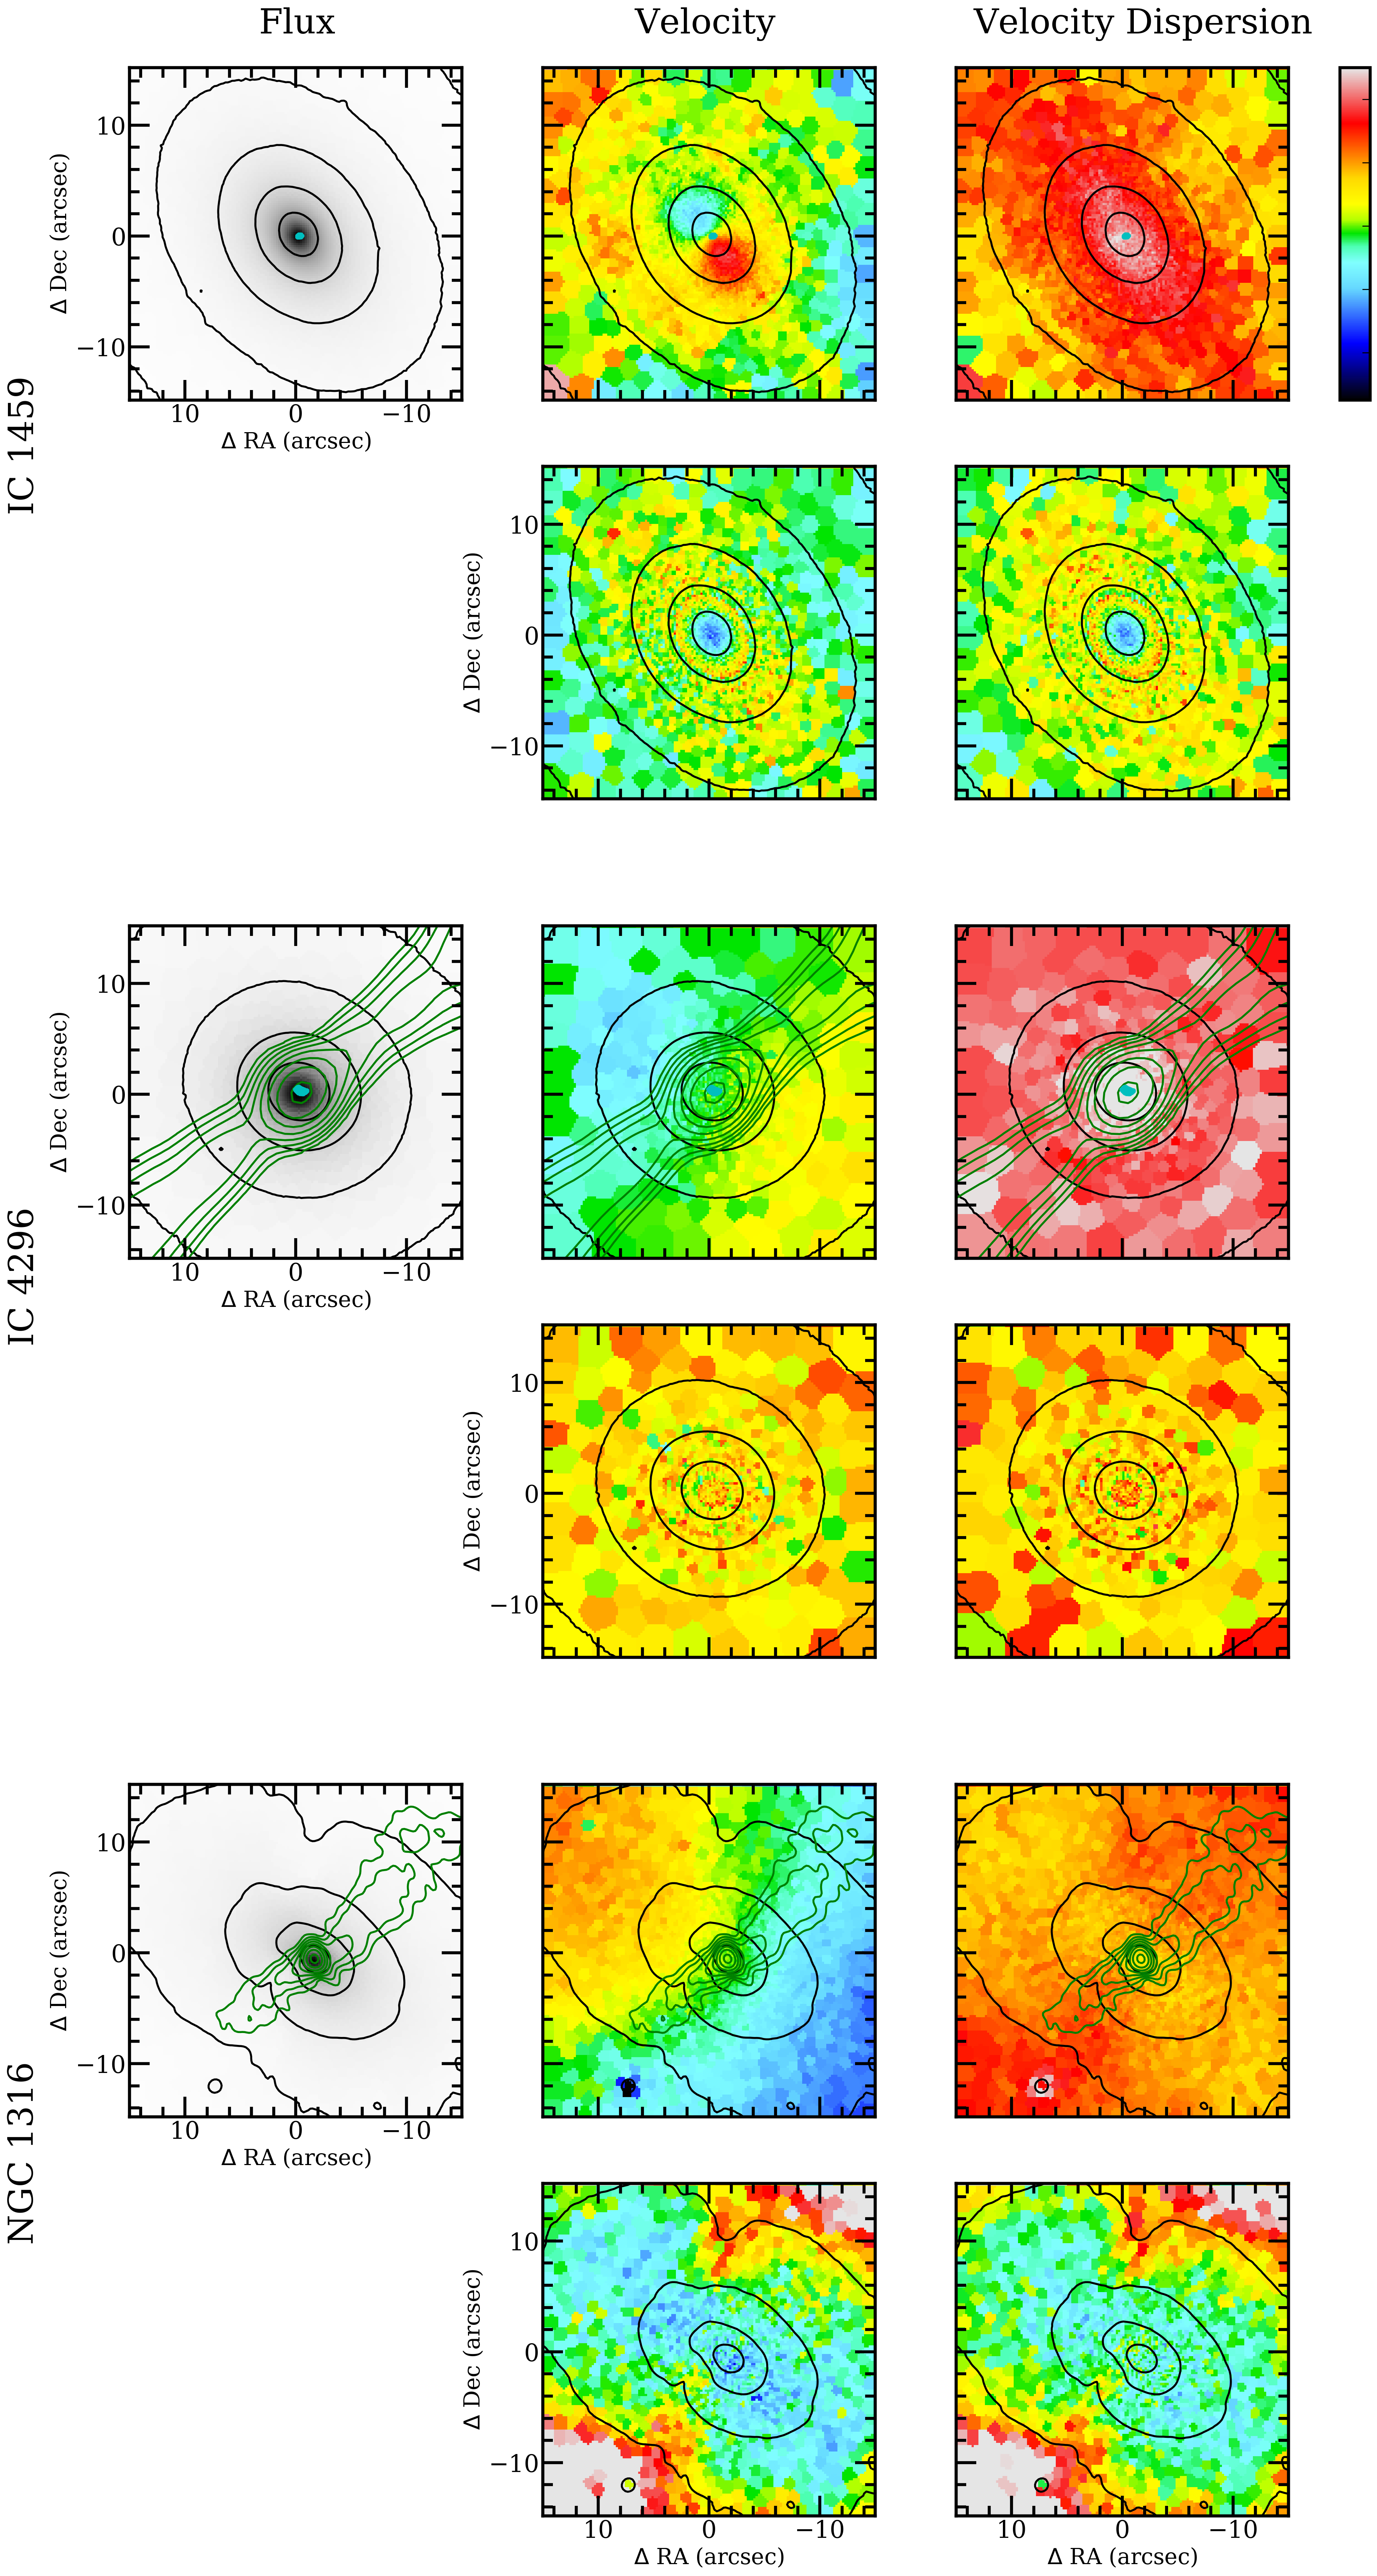 Flux Velocity Velocity Dispersion
IC 1459
Δ Dec (arcsec)
10
0
−10
10 0 −10
Δ RA (arcsec)
Δ Dec (arcsec)
10
0
−10
IC 4296
Δ Dec (arcsec)
10
0
−10
10 0 −10
Δ RA (arcsec)
Δ Dec (arcsec)
10
0
−10
NGC 1316
Δ Dec (arcsec)
10
0
−10
10 0 −10
Δ RA (arcsec)
Δ Dec (arcsec)
10
0
−10
10 0 −10 10 0 −10
Δ RA (arcsec) Δ RA (arcsec)